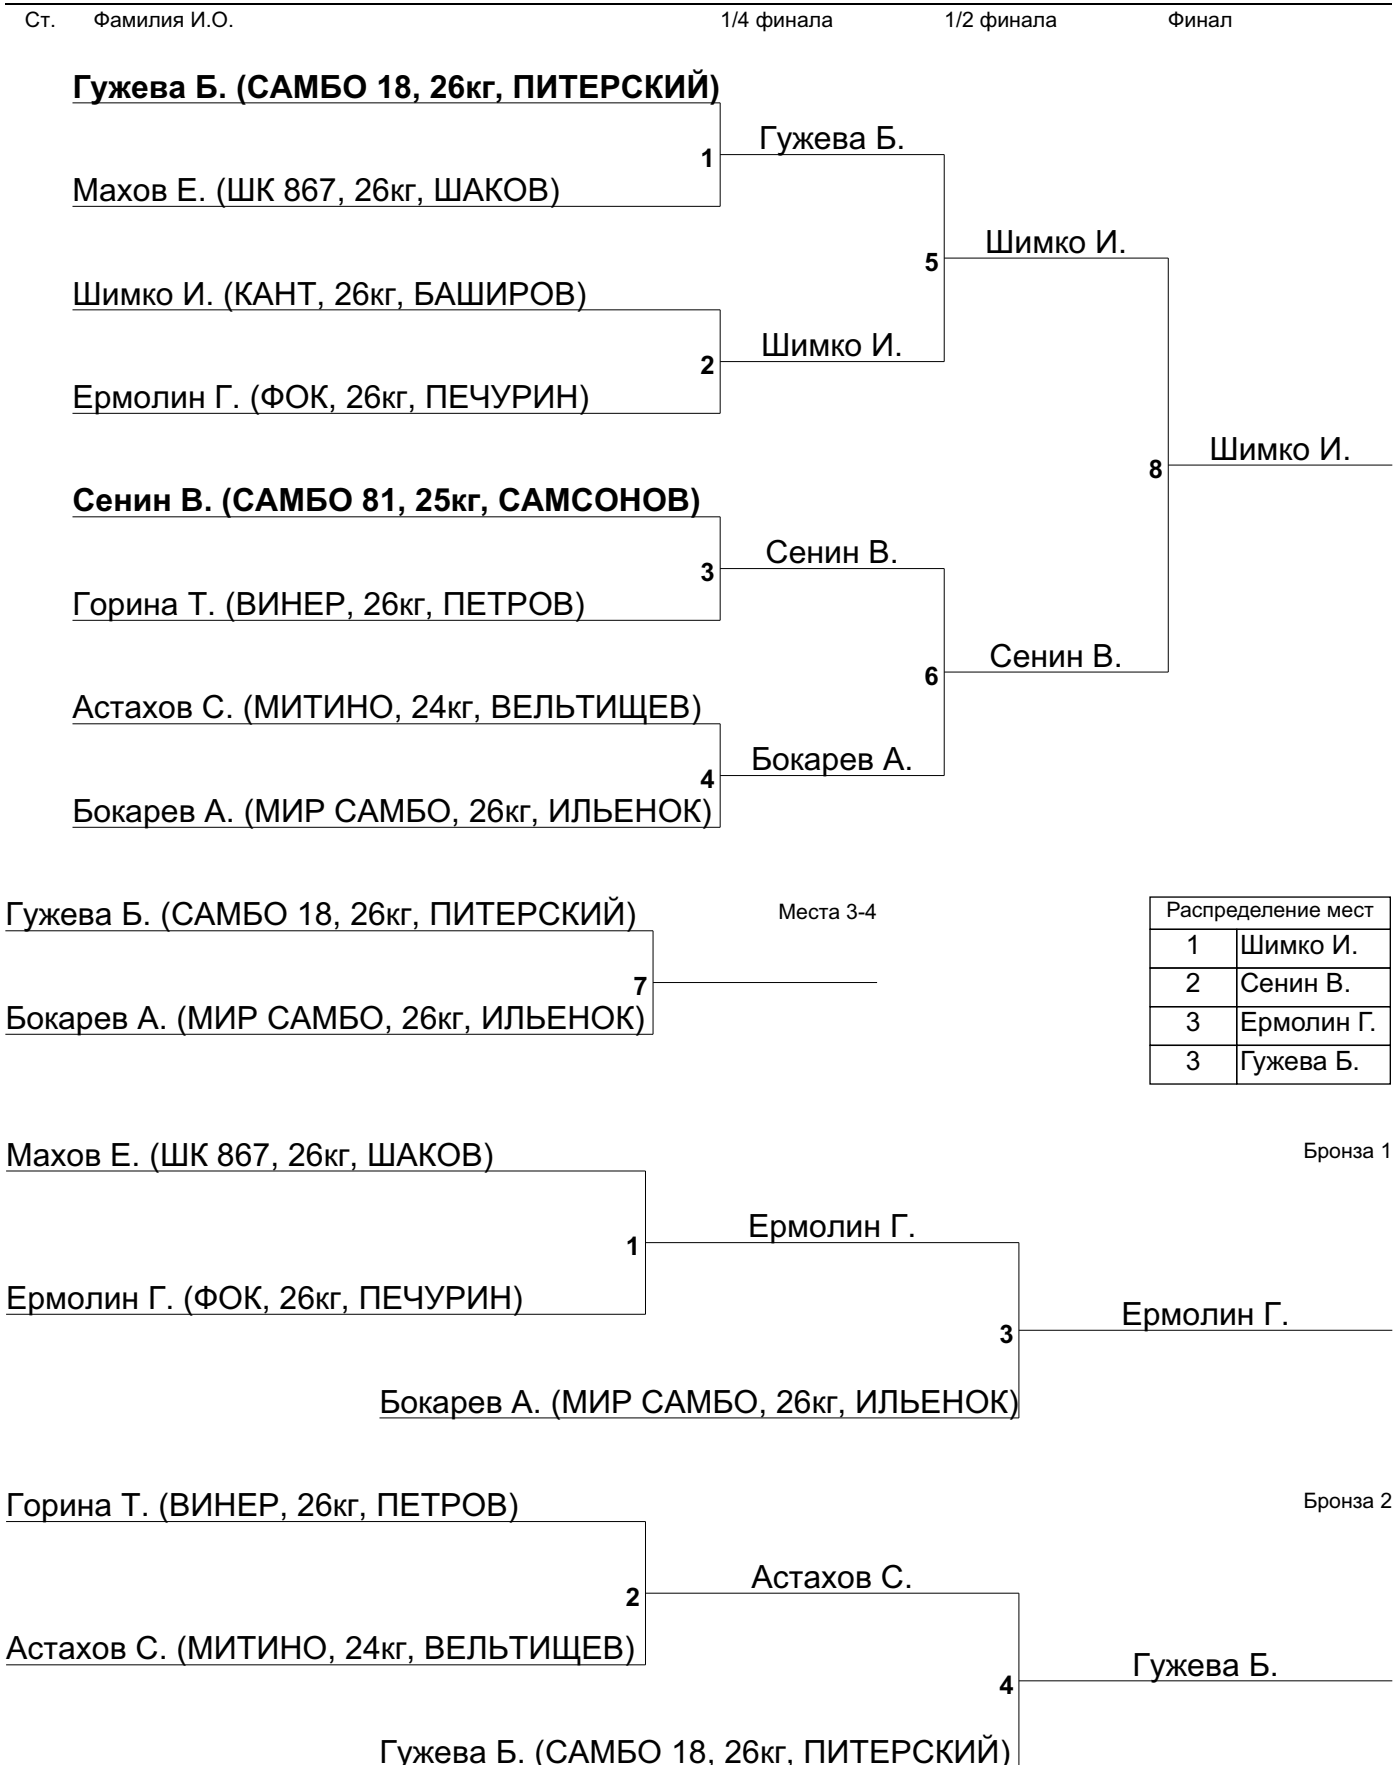 Ст. Фамилия И.О. 1/4 финала 1/2 финала Финал
Гужева Б. (САМБО 18, 26кг, ПИТЕРСКИЙ)
1 Гужева Б.
Махов Е. (ШК 867, 26кг, ШАКОВ)
5 Шимко И.
Шимко И. (КАНТ, 26кг, БАШИРОВ)
2 Шимко И.
Ермолин Г. (ФОК, 26кг, ПЕЧУРИН)
8 Шимко И.
Сенин В. (САМБО 81, 25кг, САМСОНОВ)
3 Сенин В.
Горина Т. (ВИНЕР, 26кг, ПЕТРОВ)
6 Сенин В.
Астахов С. (МИТИНО, 24кг, ВЕЛЬТИЩЕВ)
4 Бокарев А.
Бокарев А. (МИР САМБО, 26кг, ИЛЬЕНОК)
Гужева Б. (САМБО 18, 26кг, ПИТЕРСКИЙ) Места 3-4
7
Бокарев А. (МИР САМБО, 26кг, ИЛЬЕНОК)
Распределение мест
1 Шимко И.
2 Сенин В.
3 Ермолин Г.
3 Гужева Б.
Махов Е. (ШК 867, 26кг, ШАКОВ) Бронза 1
1 Ермолин Г.
Ермолин Г. (ФОК, 26кг, ПЕЧУРИН)
3 Ермолин Г.
Бокарев А. (МИР САМБО, 26кг, ИЛЬЕНОК)
Горина Т. (ВИНЕР, 26кг, ПЕТРОВ) Бронза 2
2 Астахов С.
Астахов С. (МИТИНО, 24кг, ВЕЛЬТИЩЕВ)
4 Гужева Б.
Гужева Б. (САМБО 18, 26кг, ПИТЕРСКИЙ)